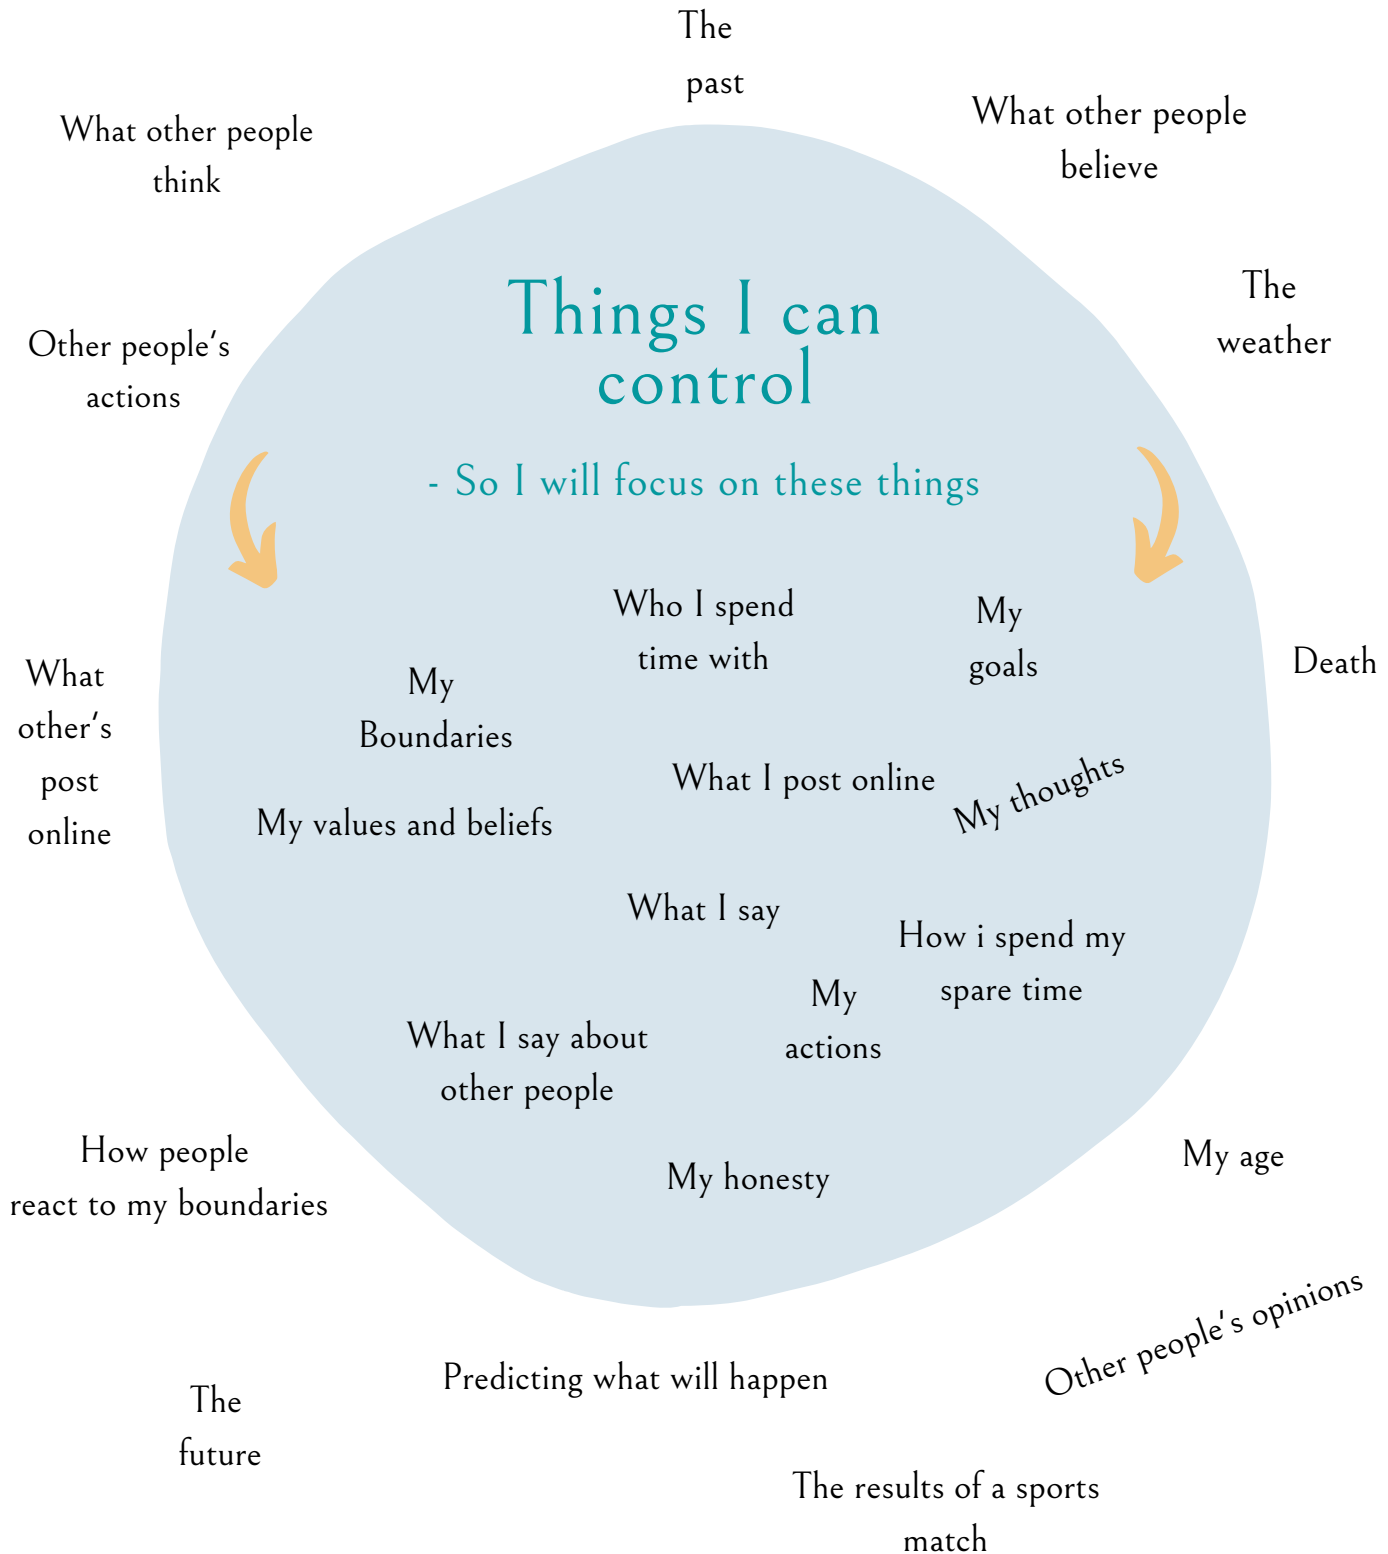 The
past
What other people
think
What other people
believe
The
weather
Other people's
actions
Things I can
control
- So I will focus on these things
Who I spend
time with
My
goals
My
Boundaries
Death
What
other's
post
online
What I post online
My thoughts
My values and beliefs
What I say
How i spend my
spare time
My
actions
What I say about
other people
How people
react to my boundaries
My honesty
My age
Other people's opinions
Predicting what will happen
The
future
The results of a sports
match